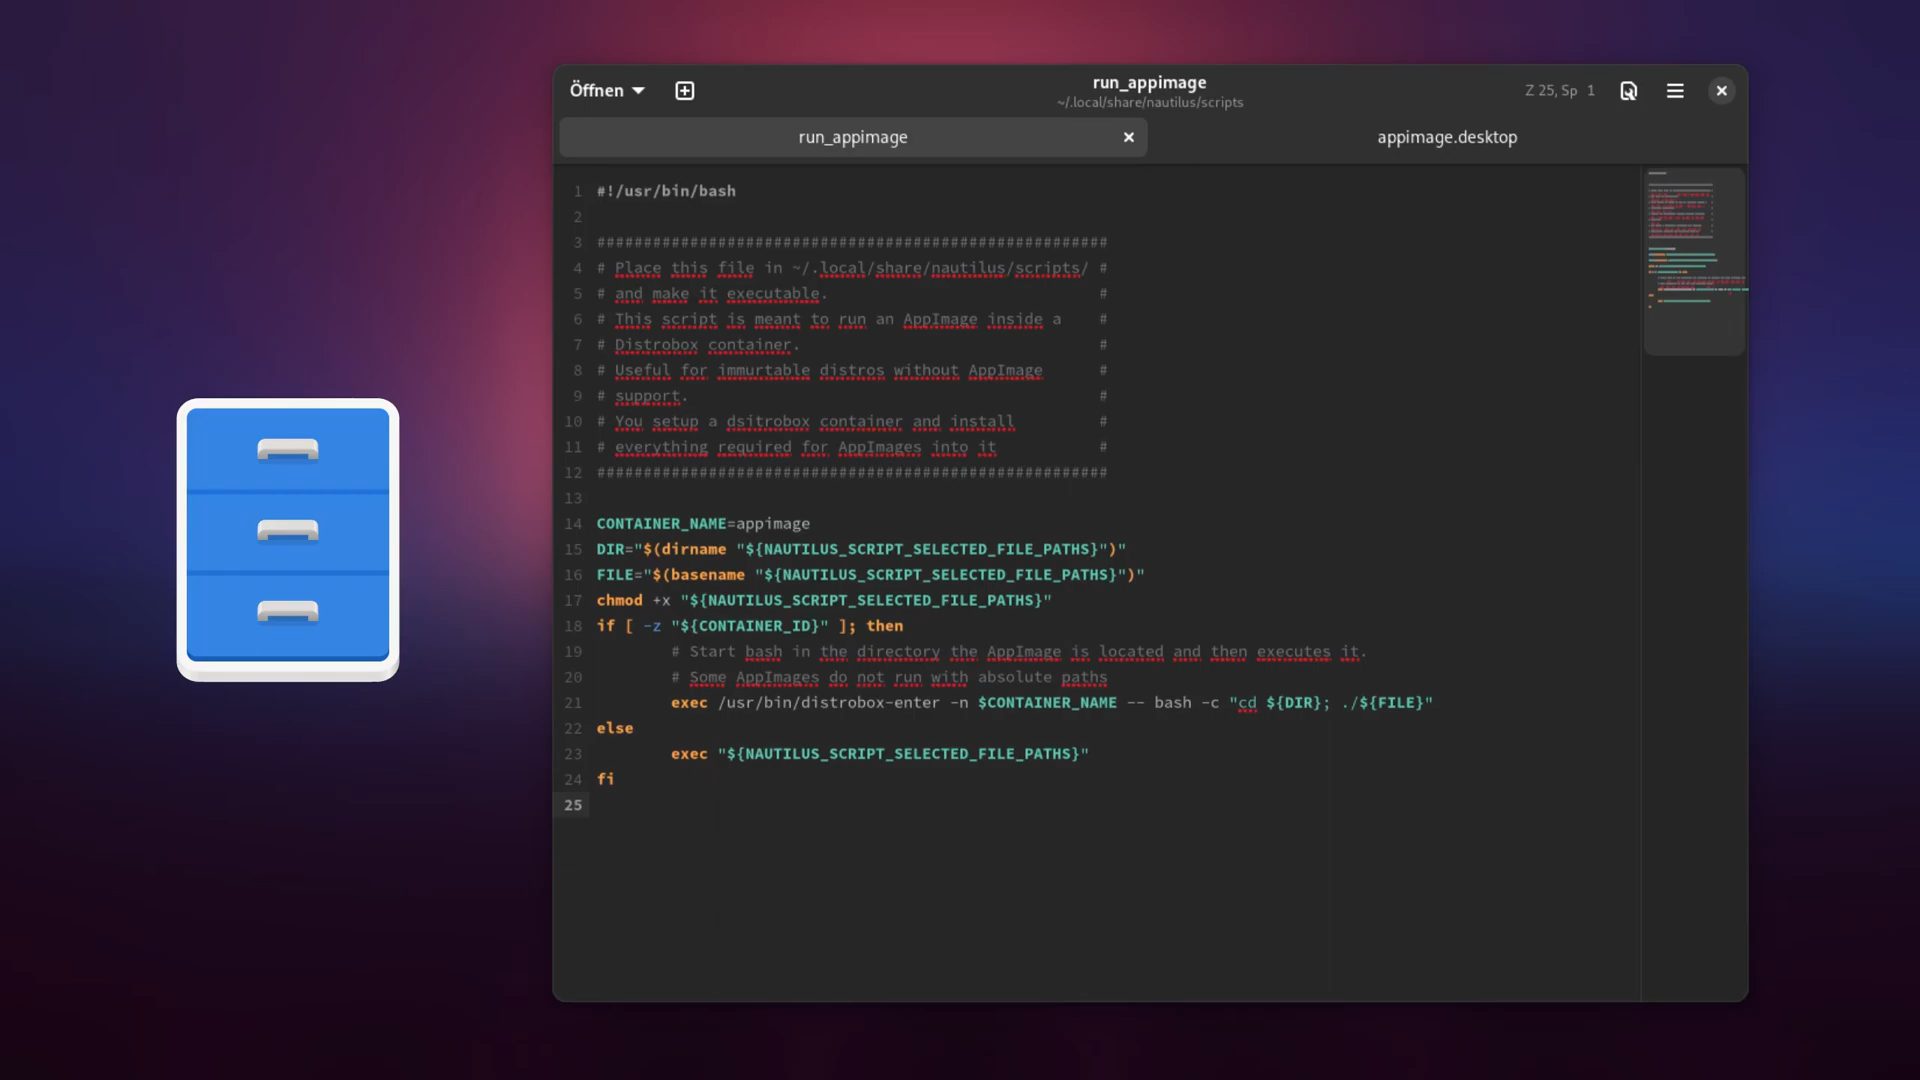 Öffnen
run_appimage
~/.local/share/nautilus/scripts
Z 25, Sp 1
run_appimage
appimage.desktop
1 #!/usr/bin/bash
2
3 #######################################################
4 # Place this file in ~/.local/share/nautilus/scripts/ #
5 # and make it executable. #
6 # This script is meant to run an AppImage inside a #
7 # Distrobox container. #
8 # Useful for immurtable distros without AppImage #
9 # support. #
10 # You setup a dsitrobox container and install #
11 # everything required for AppImages into it #
12 #######################################################
13
14 CONTAINER_NAME=appimage
15 DIR="$(dirname "${NAUTILUS_SCRIPT_SELECTED_FILE_PATHS}")"
16 FILE="$(basename "${NAUTILUS_SCRIPT_SELECTED_FILE_PATHS}")"
17 chmod +x "${NAUTILUS_SCRIPT_SELECTED_FILE_PATHS}"
18 if [ -z "${CONTAINER_ID}" ]; then
19 # Start bash in the directory the AppImage is located and then executes it.
20 # Some AppImages do not run with absolute paths
21 exec /usr/bin/distrobox-enter -n $CONTAINER_NAME -- bash -c "cd ${DIR}; ./${FILE}"
22 else
23 exec "${NAUTILUS_SCRIPT_SELECTED_FILE_PATHS}"
24 fi
25